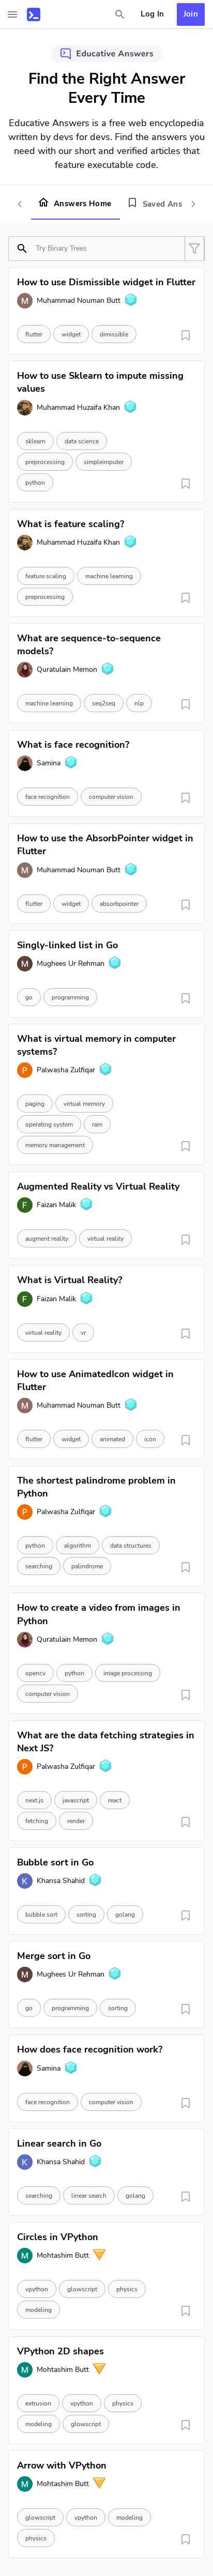 Log In
Join
Educative Answers
Find the Right Answer
Every Time
Educative Answers is a free web encyclopedia
written by devs for devs. Find the answers you
need with our short and verified articles that
feature executable code.
Answers Home
Saved Ans
Try Binary Trees
How to use Dismissible widget in Flutter
M Muhammad Nouman Butt
flutter widget dimissible
How to use Sklearn to impute missing
values
Muhammad Huzaifa Khan
sklearn data science
preprocessing simpleimputer
python
What is feature scaling?
Muhammad Huzaifa Khan
feature scaling machine learning
preprocessing
What are sequence-to-sequence
models?
Quratulain Memon
machine learning seq2seq nlp
What is face recognition?
Samina
face recognition computer vision
How to use the AbsorbPointer widget in
Flutter
M Muhammad Nouman Butt
flutter widget absorbpointer
Singly-linked list in Go
M Mughees Ur Rehman
go programming
What is virtual memory in computer
systems?
P Palwasha Zulfiqar
paging virtual memory
operating system ram
memory management
Augmented Reality vs Virtual Reality
F Faizan Malik
augment reality virtual reality
What is Virtual Reality?
F Faizan Malik
virtual reality vr
How to use AnimatedIcon widget in
Flutter
M Muhammad Nouman Butt
flutter widget animated icon
The shortest palindrome problem in
Python
P Palwasha Zulfiqar
python algorithm data structures
searching palindrome
How to create a video from images in
Python
Quratulain Memon
opencv python image processing
computer vision
What are the data fetching strategies in
Next JS?
P Palwasha Zulfiqar
next.js javascript react
fetching render
Bubble sort in Go
K Khansa Shahid
bubble sort sorting golang
Merge sort in Go
M Mughees Ur Rehman
go programming sorting
How does face recognition work?
Samina
face recognition computer vision
Linear search in Go
K Khansa Shahid
searching linear search golang
Circles in VPython
M Mohtashim Butt
vpython glowscript physics
modeling
VPython 2D shapes
M Mohtashim Butt
extrusion vpython physics
modeling glowscript
Arrow with VPython
M Mohtashim Butt
glowscript vpython modeling
physics